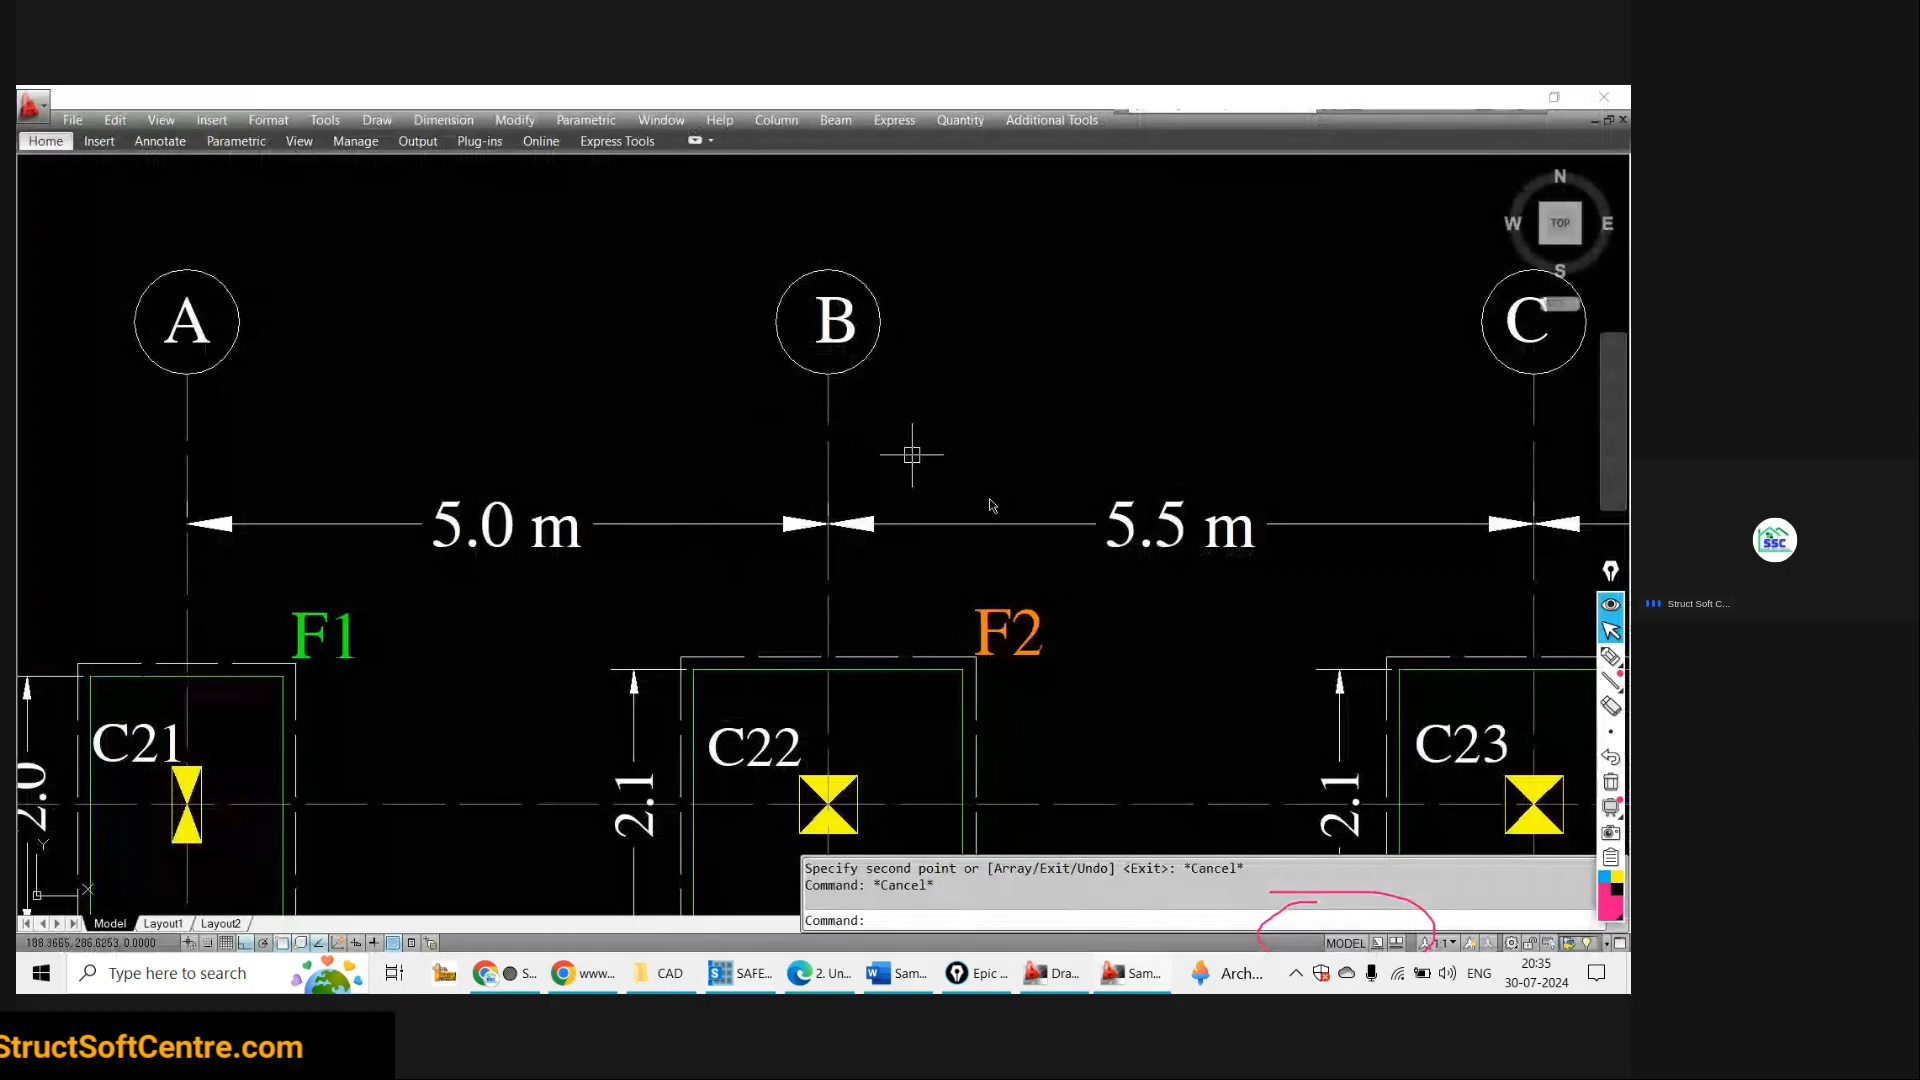 File Edit View Insert Format Tools Draw Dimension Modify Parametric Window Help Column Beam Express Quantity Additional Tools
Home Insert Annotate Parametric View Manage Output Plug-ins Online Express Tools
N
W TOP E
S
A B C
5.0 m 5.5 m
F1 F2
C21 C22 C23
2.0 2.1 2.1
Y
X
Specify second point or [Array/Exit/Undo] <Exit>: *Cancel*
Command: *Cancel*
Command:
Model Layout1 Layout2
188.3665, 286.6253, 0.0000 MODEL 1:1
Type here to search S... www... CAD SAFE... 2. Un... Sam... Epic ... Dra... Sam... Arch... ENG 20:35
30-07-2024
SSC
Struct Soft C...
StructSoftCentre.com